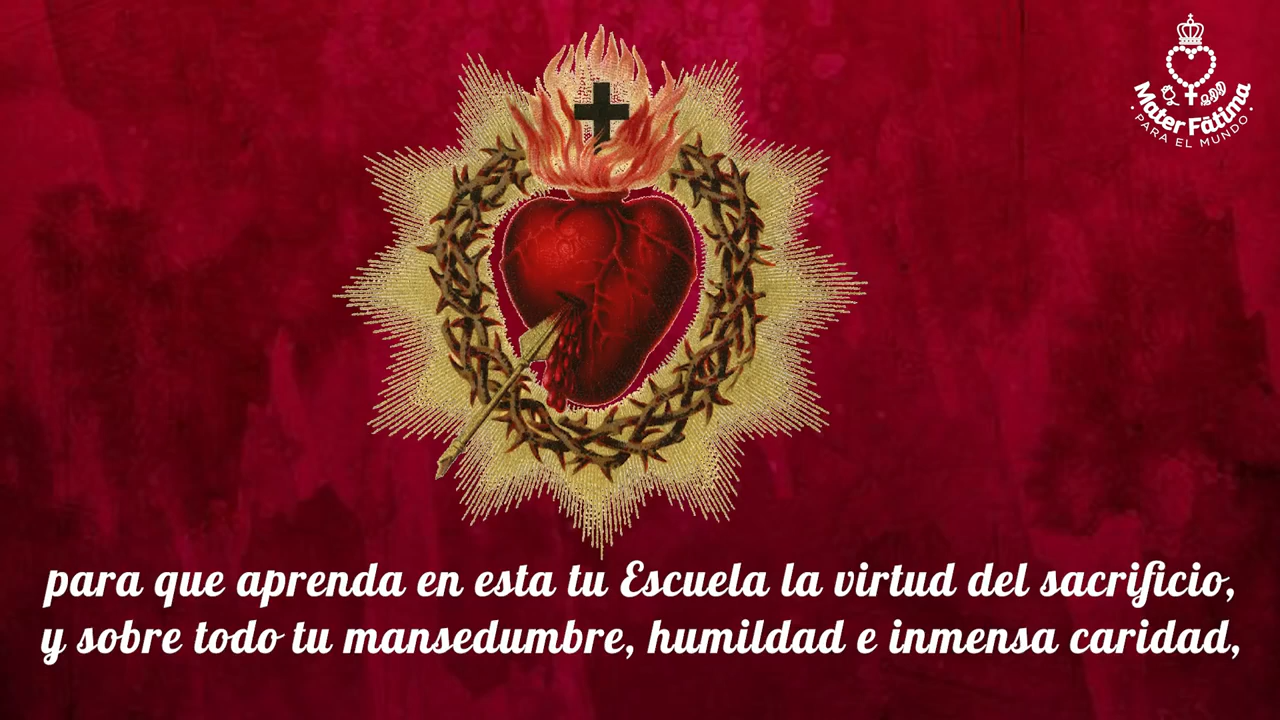 Mater Fátima
· PARA EL MUNDO ·
para que aprenda en esta tu Escuela la virtud del sacrificio,
y sobre todo tu mansedumbre, humildad e inmensa caridad,